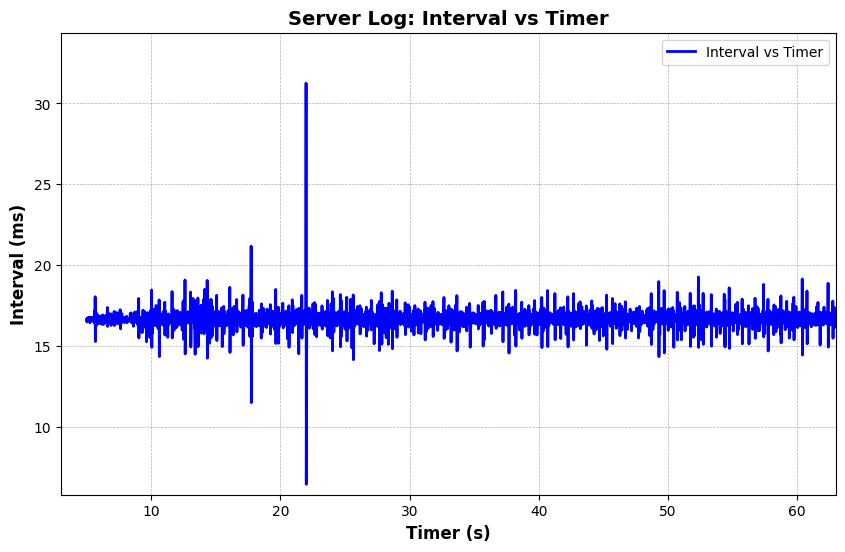 Server Log: Interval vs Timer
Interval vs Timer
30
25
20
15
10
Interval (ms)
10 20 30 40 50 60
Timer (s)